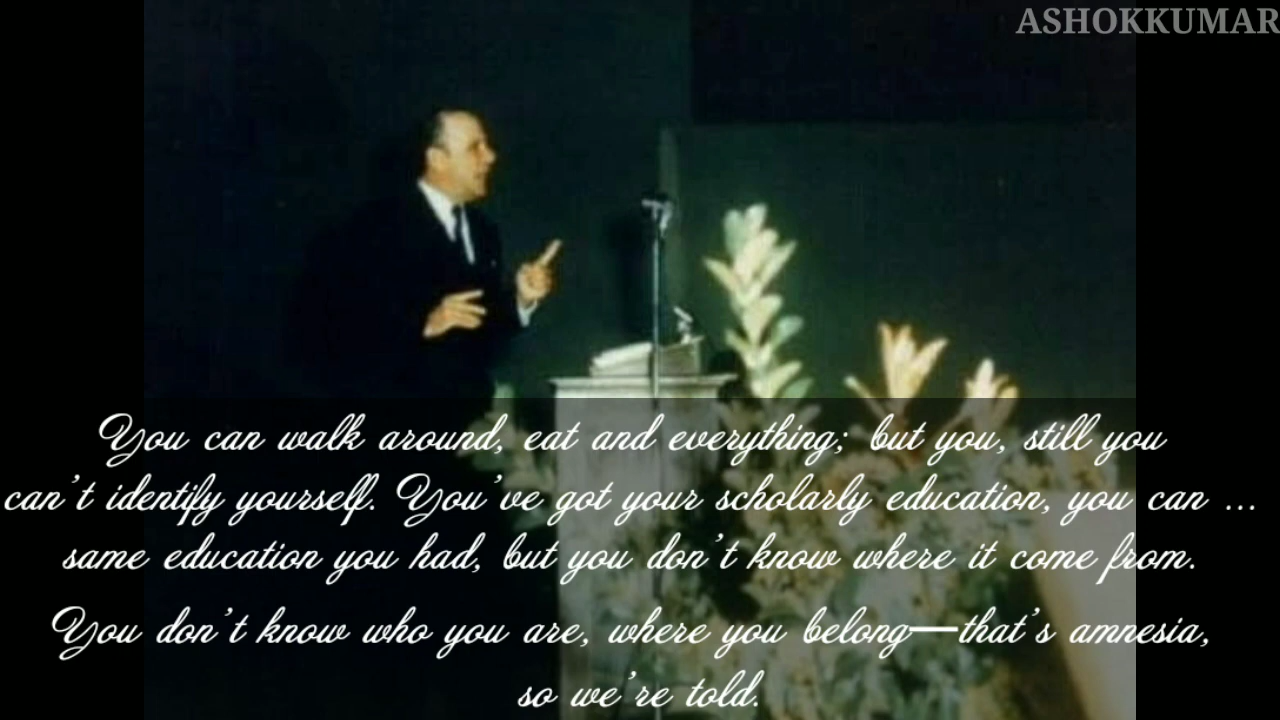 ASHOKKUMAR
You can walk around, eat and everything; but you, still you
can't identify yourself. You've got your scholarly education, you can ...
same education you had, but you don't know where it come from.
You don't know who you are, where you belong—that's amnesia,
so we're told.